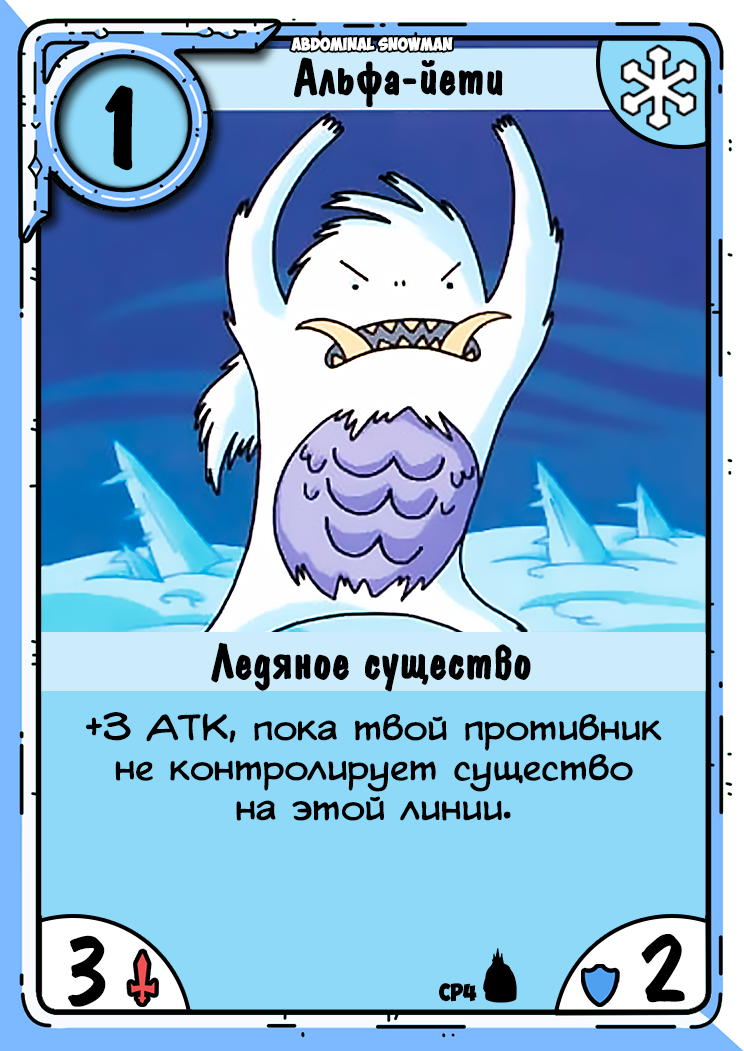 ABDOMINAL SNOWMAN
1
Альфа-йети
Ледяное существо
+3 АТК, пока твой противник
не контролирует существо
на этой линии.
3
СР4
2